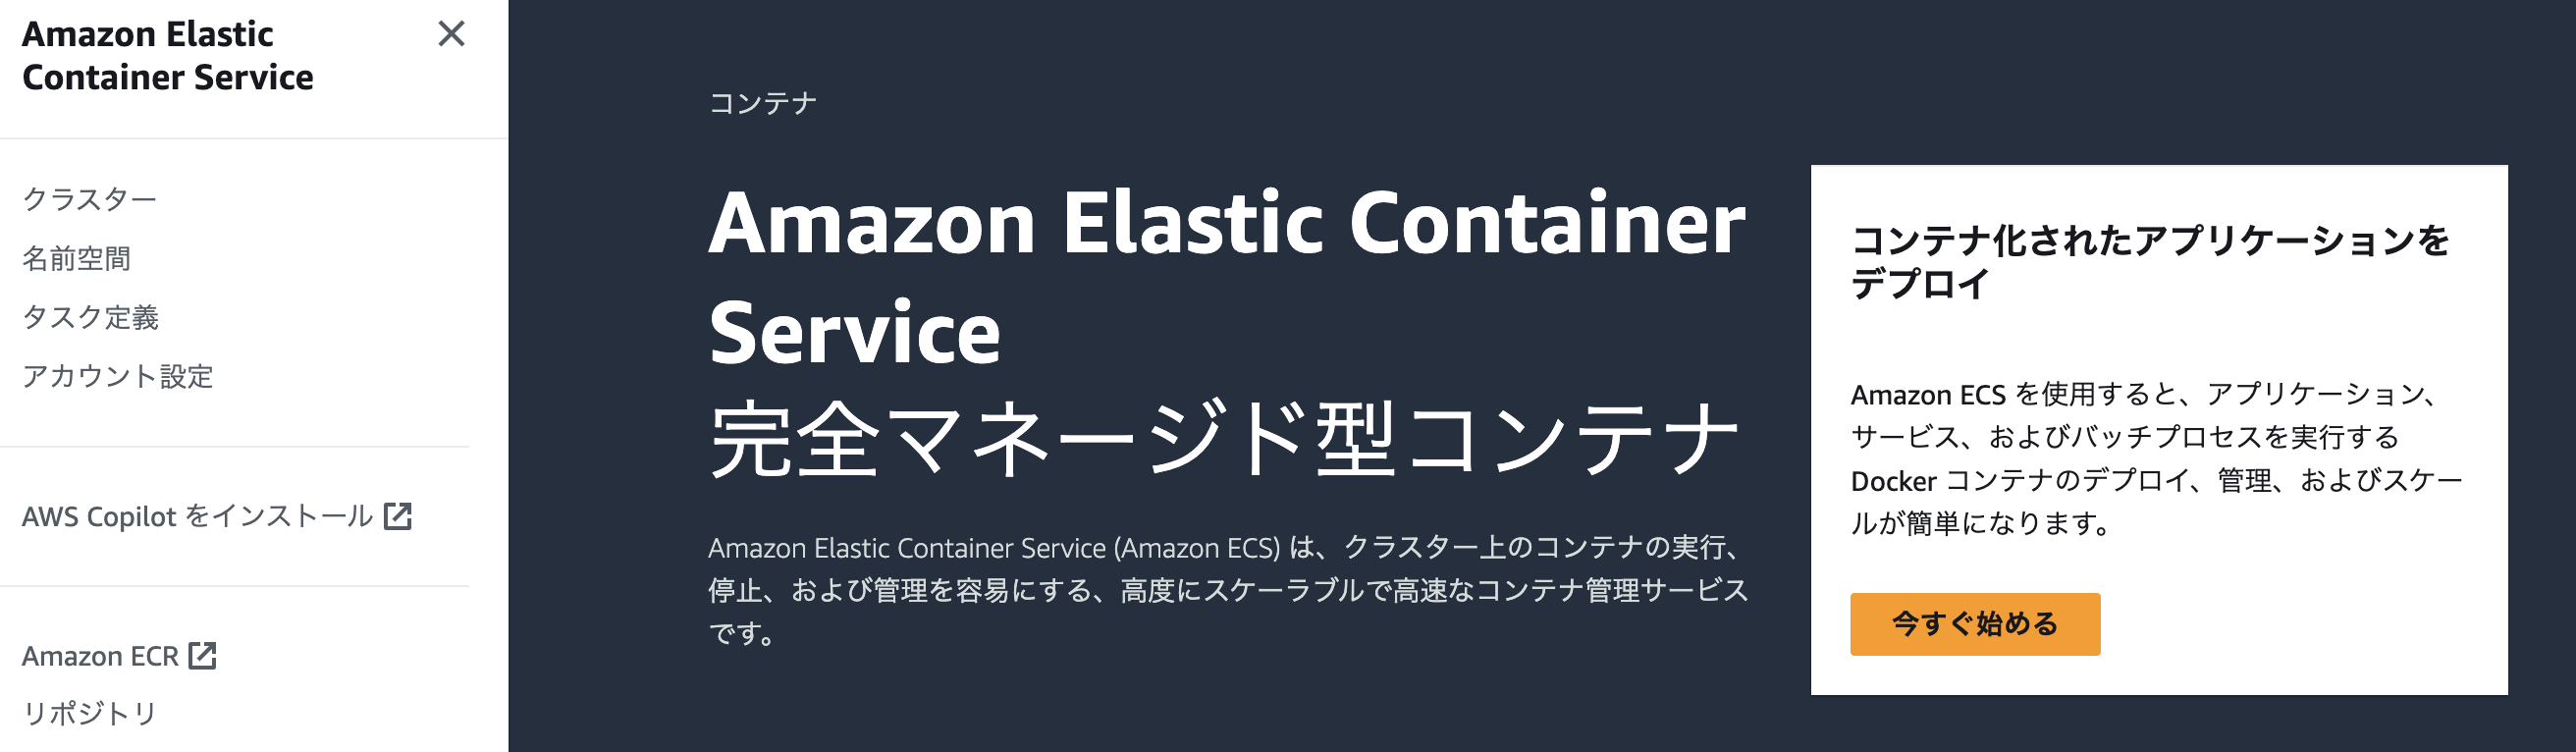 Amazon Elastic
Container Service
クラスター
名前空間
タスク定義
アカウント設定
AWS Copilot をインストール
Amazon ECR
リポジトリ
コンテナ
Amazon Elastic Container
Service
完全マネージド型コンテナ
Amazon Elastic Container Service (Amazon ECS) は、クラスター上のコンテナの実行、
停止、および管理を容易にする、高度にスケーラブルで高速なコンテナ管理サービス
です。
コンテナ化されたアプリケーションを
デプロイ
Amazon ECS を使用すると、アプリケーション、
サービス、およびバッチプロセスを実行する
Docker コンテナのデプロイ、管理、およびスケー
ルが簡単になります。
今すぐ始める